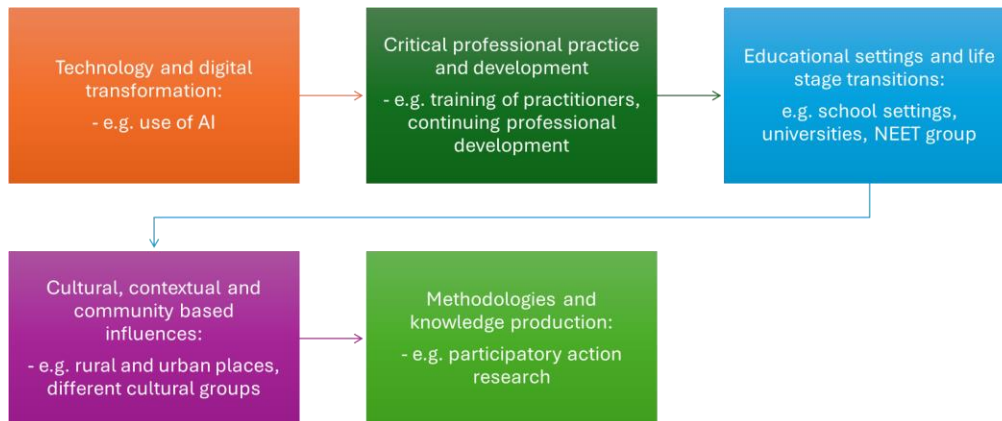 Technology and digital
transformation:
- e.g. use of AI
Critical professional practice
and development
- e.g. training of practitioners,
continuing professional
development
Educational settings and life
stage transitions:
e.g. school settings,
universities, NEET group
Cultural, contextual and
community based
influences:
- e.g. rural and urban places,
different cultural groups
Methodologies and
knowledge production:
- e.g. participatory action
research